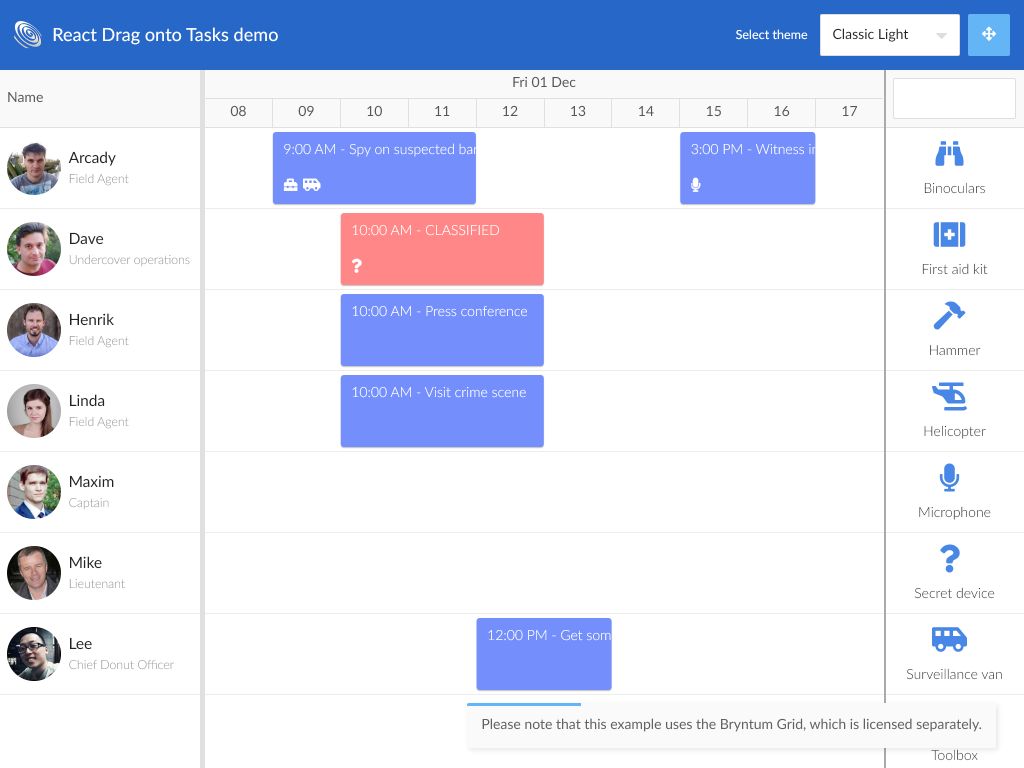 React Drag onto Tasks demo
Select theme
Classic Light
Name
Fri 01 Dec
08 09 10 11 12 13 14 15 16 17
Arcady
Field Agent
9:00 AM - Spy on suspected ban
3:00 PM - Witness in
Binoculars
Dave
Undercover operations
10:00 AM - CLASSIFIED
?
First aid kit
Henrik
Field Agent
10:00 AM - Press conference
Hammer
Linda
Field Agent
10:00 AM - Visit crime scene
Helicopter
Maxim
Captain
Microphone
Mike
Lieutenant
?
Secret device
Lee
Chief Donut Officer
12:00 PM - Get som
Surveillance van
Please note that this example uses the Bryntum Grid, which is licensed separately.
Toolbox